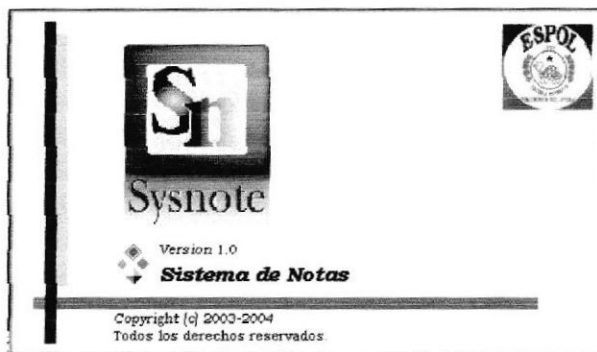 ESPOL
Sn
Sysnote
Version 1.0
Sistema de Notas
Copyright (c) 2003-2004
Todos los derechos reservados.